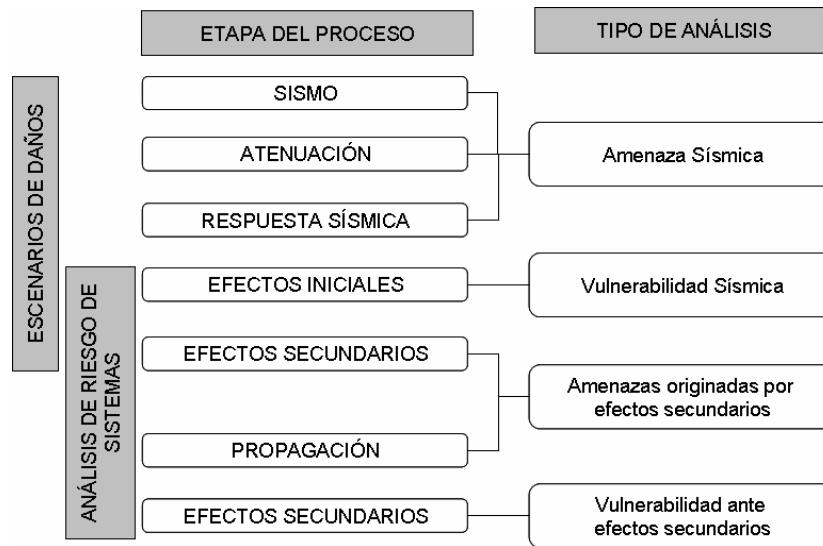 ETAPA DEL PROCESO
TIPO DE ANÁLISIS
ESCENARIOS DE DAÑOS
SISMO
ATENUACIÓN
Amenaza Sísmica
RESPUESTA SÍSMICA
ANÁLISIS DE RIESGO DE
SISTEMAS
EFECTOS INICIALES
Vulnerabilidad Sísmica
EFECTOS SECUNDARIOS
Amenazas originadas por
efectos secundarios
PROPAGACIÓN
EFECTOS SECUNDARIOS
Vulnerabilidad ante
efectos secundarios